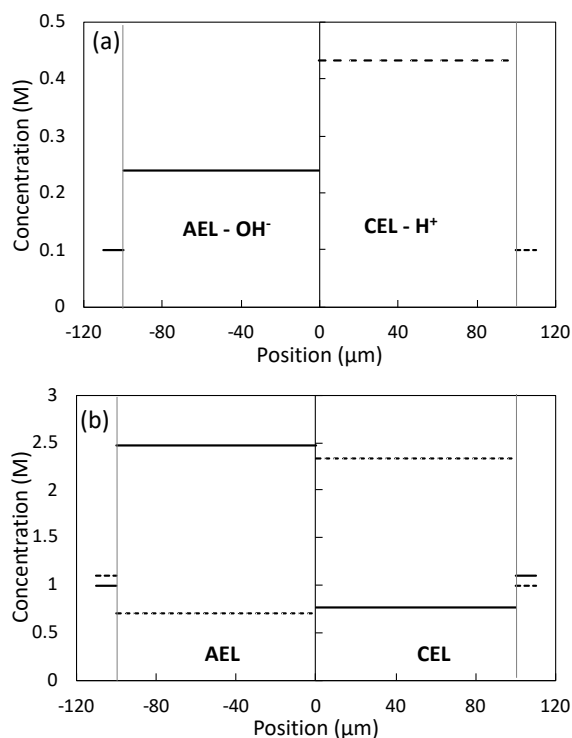 (a)
Concentration (M)
0.5
0.4
0.3
0.2
0.1
0
AEL - OH⁻
CEL - H⁺
-120 -80 -40 0 40 80 120
Position (µm)
(b)
Concentration (M)
3
2.5
2
1.5
1
0.5
0
AEL
CEL
-120 -80 -40 0 40 80 120
Position (µm)